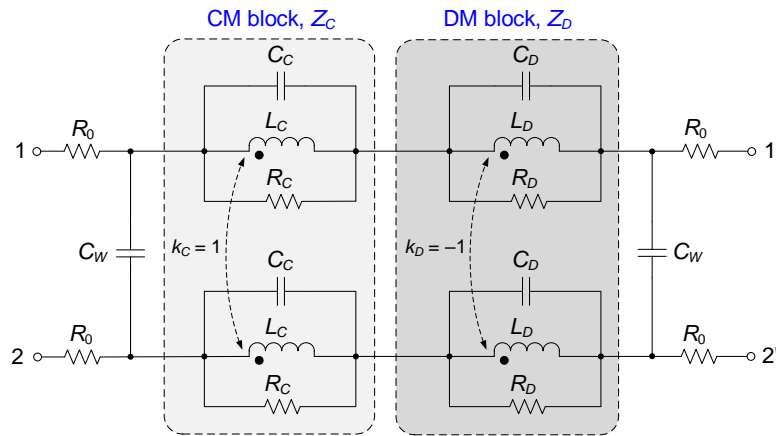 CM block, Z_C
DM block, Z_D
C_C
C_D
L_C
L_D
1
R_0
R_0
1'
R_C
R_D
C_W
k_C = 1
k_D = –1
C_W
C_C
C_D
L_C
L_D
2
R_0
R_0
2'
R_C
R_D